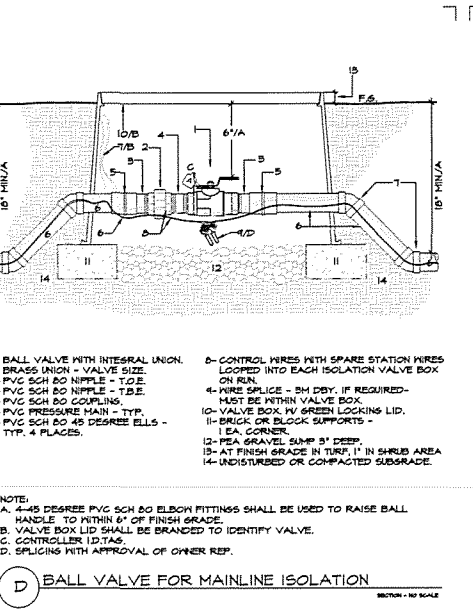 13
F.G.
10/B
6"/A
1
7/B
4
2
C
3
3
5
5
18" MIN/A
18" MIN/A
7
6
6
6
8
9/D
6
6
11
12
11
14
14
BALL VALVE WITH INTEGRAL UNION.
BRASS UNION - VALVE SIZE.
PVC SCH 80 NIPPLE - T.O.E.
PVC SCH 80 NIPPLE - T.B.E.
PVC SCH 80 COUPLING.
PVC PRESSURE MAIN - TYP.
PVC SCH 80 45 DEGREE ELLS -
TYP. 4 PLACES.
8- CONTROL WIRES WITH SPARE STATION WIRES
LOOPED INTO EACH ISOLATION VALVE BOX
ON RUN.
9- WIRE SPLICE - 3M DBY. IF REQUIRED-
MUST BE WITHIN VALVE BOX.
10- VALVE BOX W/ GREEN LOCKING LID.
11- BRICK OR BLOCK SUPPORTS -
1 EA. CORNER.
12- PEA GRAVEL SUMP 3" DEEP.
13- AT FINISH GRADE IN TURF, 1" IN SHRUB AREA
14- UNDISTURBED OR COMPACTED SUBGRADE.
NOTE:
A. 4-45 DEGREE PVC SCH 80 ELBOW FITTINGS SHALL BE USED TO RAISE BALL
HANDLE TO WITHIN 6" OF FINISH GRADE.
B. VALVE BOX LID SHALL BE BRANDED TO IDENTIFY VALVE.
C. CONTROLLER I.D.TAG.
D. SPLICING WITH APPROVAL OF OWNER REP.
D BALL VALVE FOR MAINLINE ISOLATION
SECTION - NO SCALE